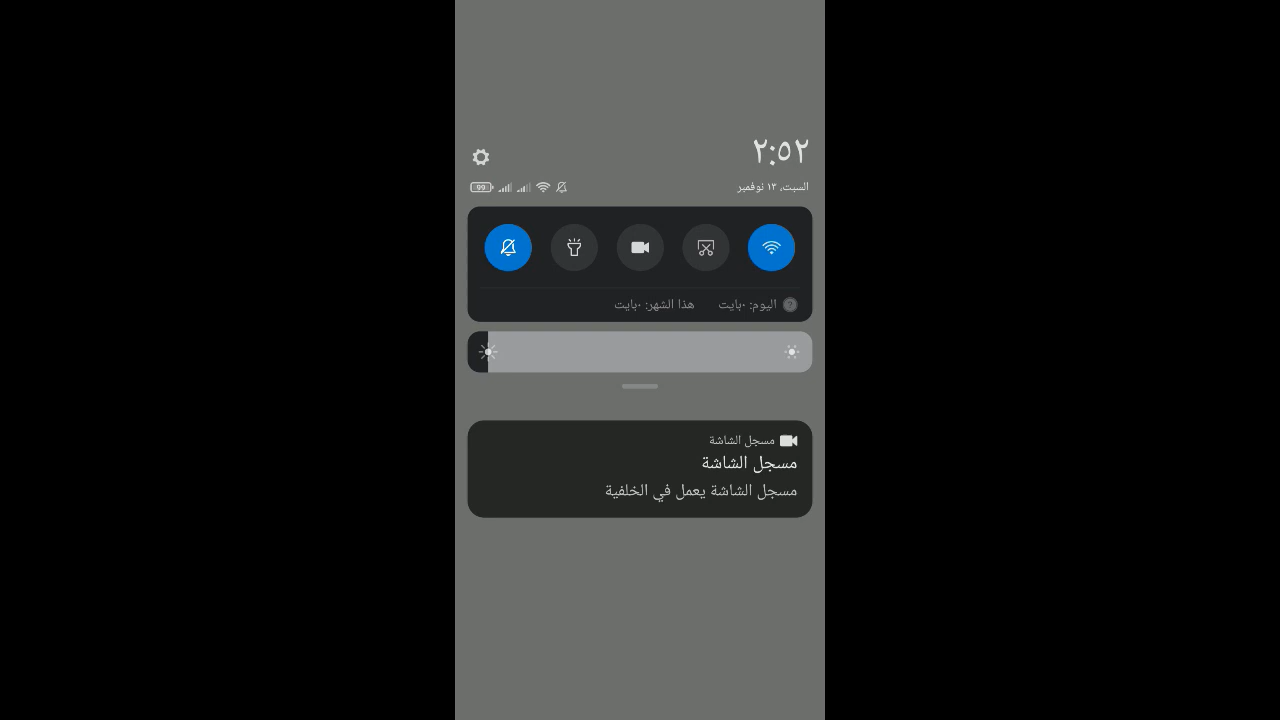 ٢:٥٢
السبت، ١٣ نوفمبر
99
اليوم: ٠بايت هذا الشهر: ٠بايت
مسجل الشاشة
مسجل الشاشة
مسجل الشاشة يعمل في الخلفية